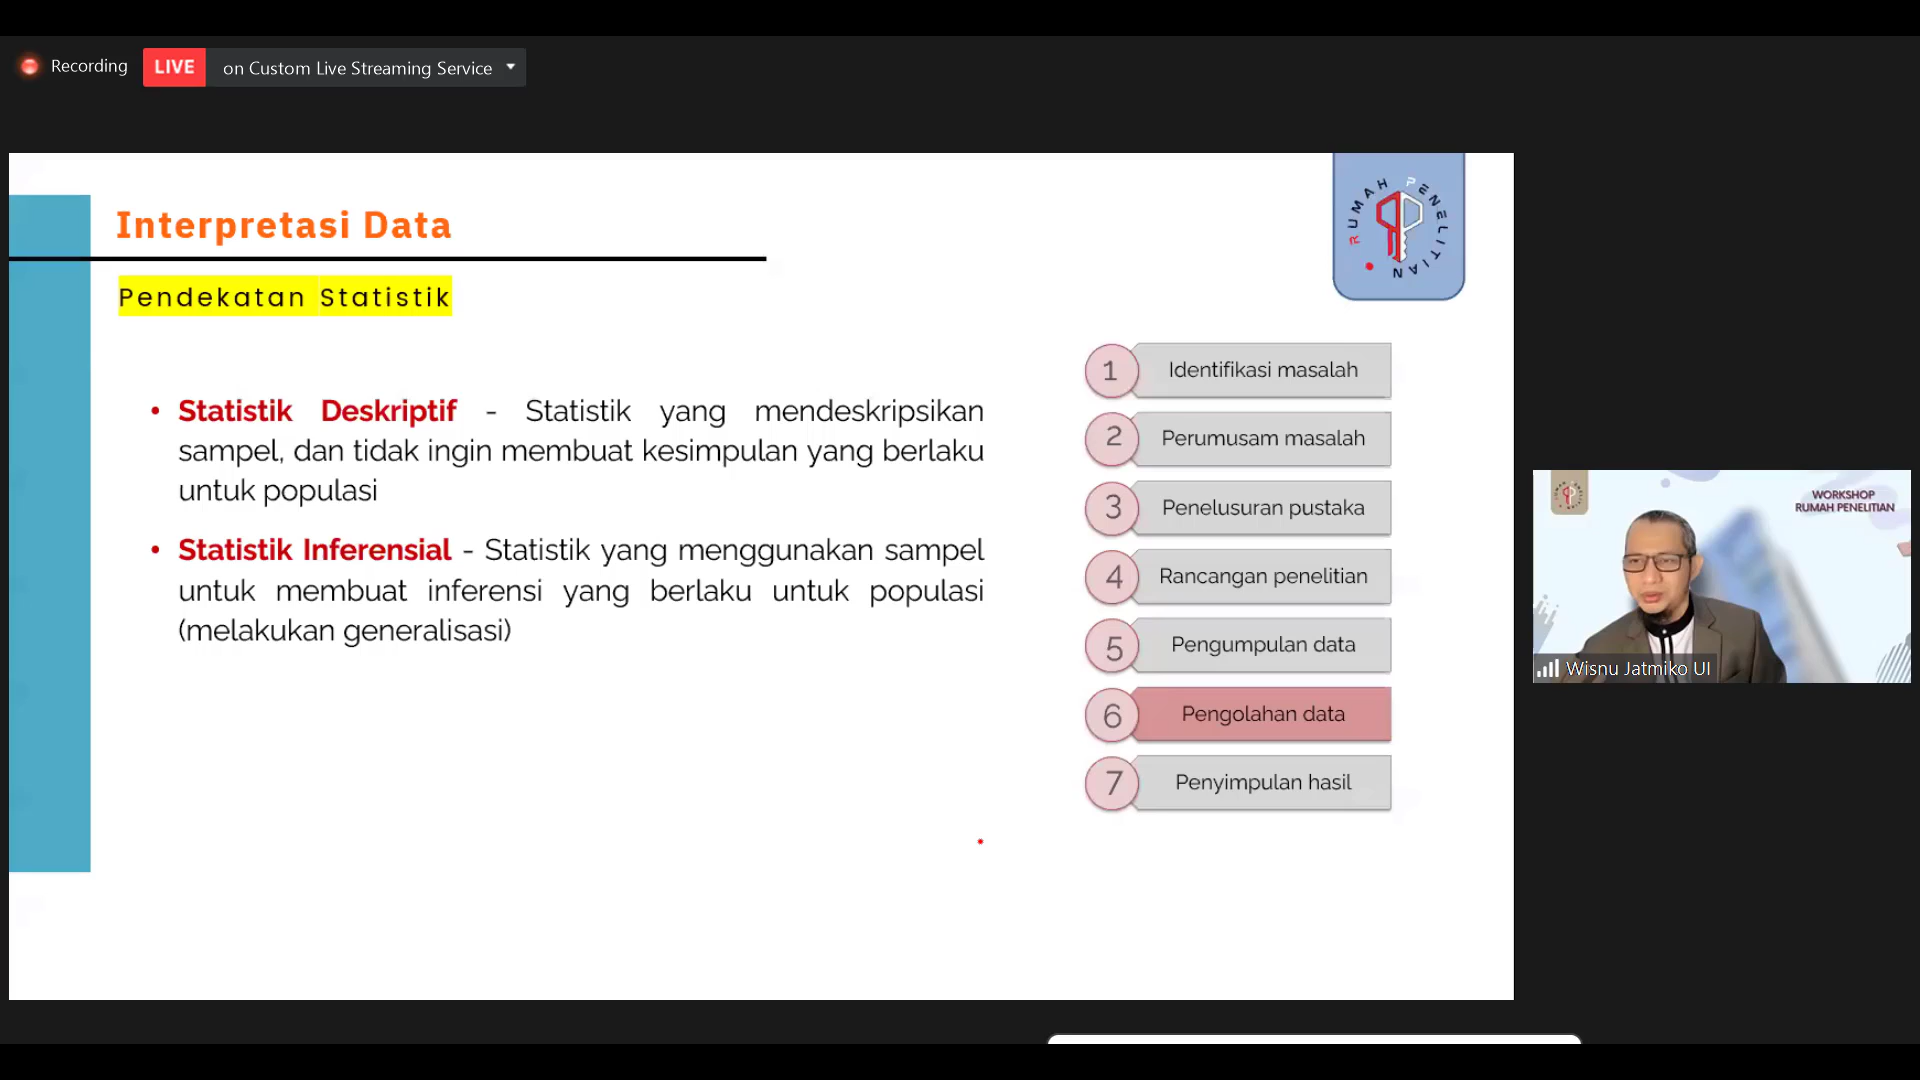 Recording
LIVE on Custom Live Streaming Service
Interpretasi Data
Pendekatan Statistik
RUMAH PENELITIAN
• Statistik Deskriptif - Statistik yang mendeskripsikan
sampel, dan tidak ingin membuat kesimpulan yang berlaku
untuk populasi
• Statistik Inferensial - Statistik yang menggunakan sampel
untuk membuat inferensi yang berlaku untuk populasi
(melakukan generalisasi)
1 Identifikasi masalah
2 Perumusam masalah
3 Penelusuran pustaka
4 Rancangan penelitian
5 Pengumpulan data
6 Pengolahan data
7 Penyimpulan hasil
WORKSHOP
RUMAH PENELITIAN
Wisnu Jatmiko UI